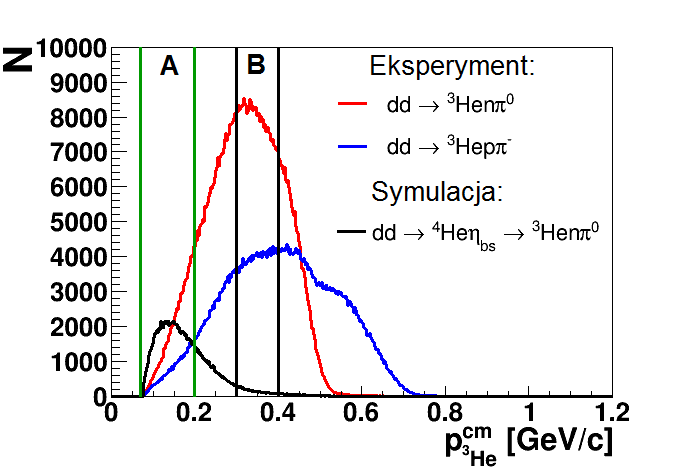 N
10000
9000
8000
7000
6000
5000
4000
3000
2000
1000
0
A B
Eksperyment:
dd → ³Henπ⁰
dd → ³Hepπ⁻
Symulacja:
dd → ⁴Heη_bs → ³Henπ⁰
0 0.2 0.4 0.6 0.8 1 1.2
p^cm_³He [GeV/c]